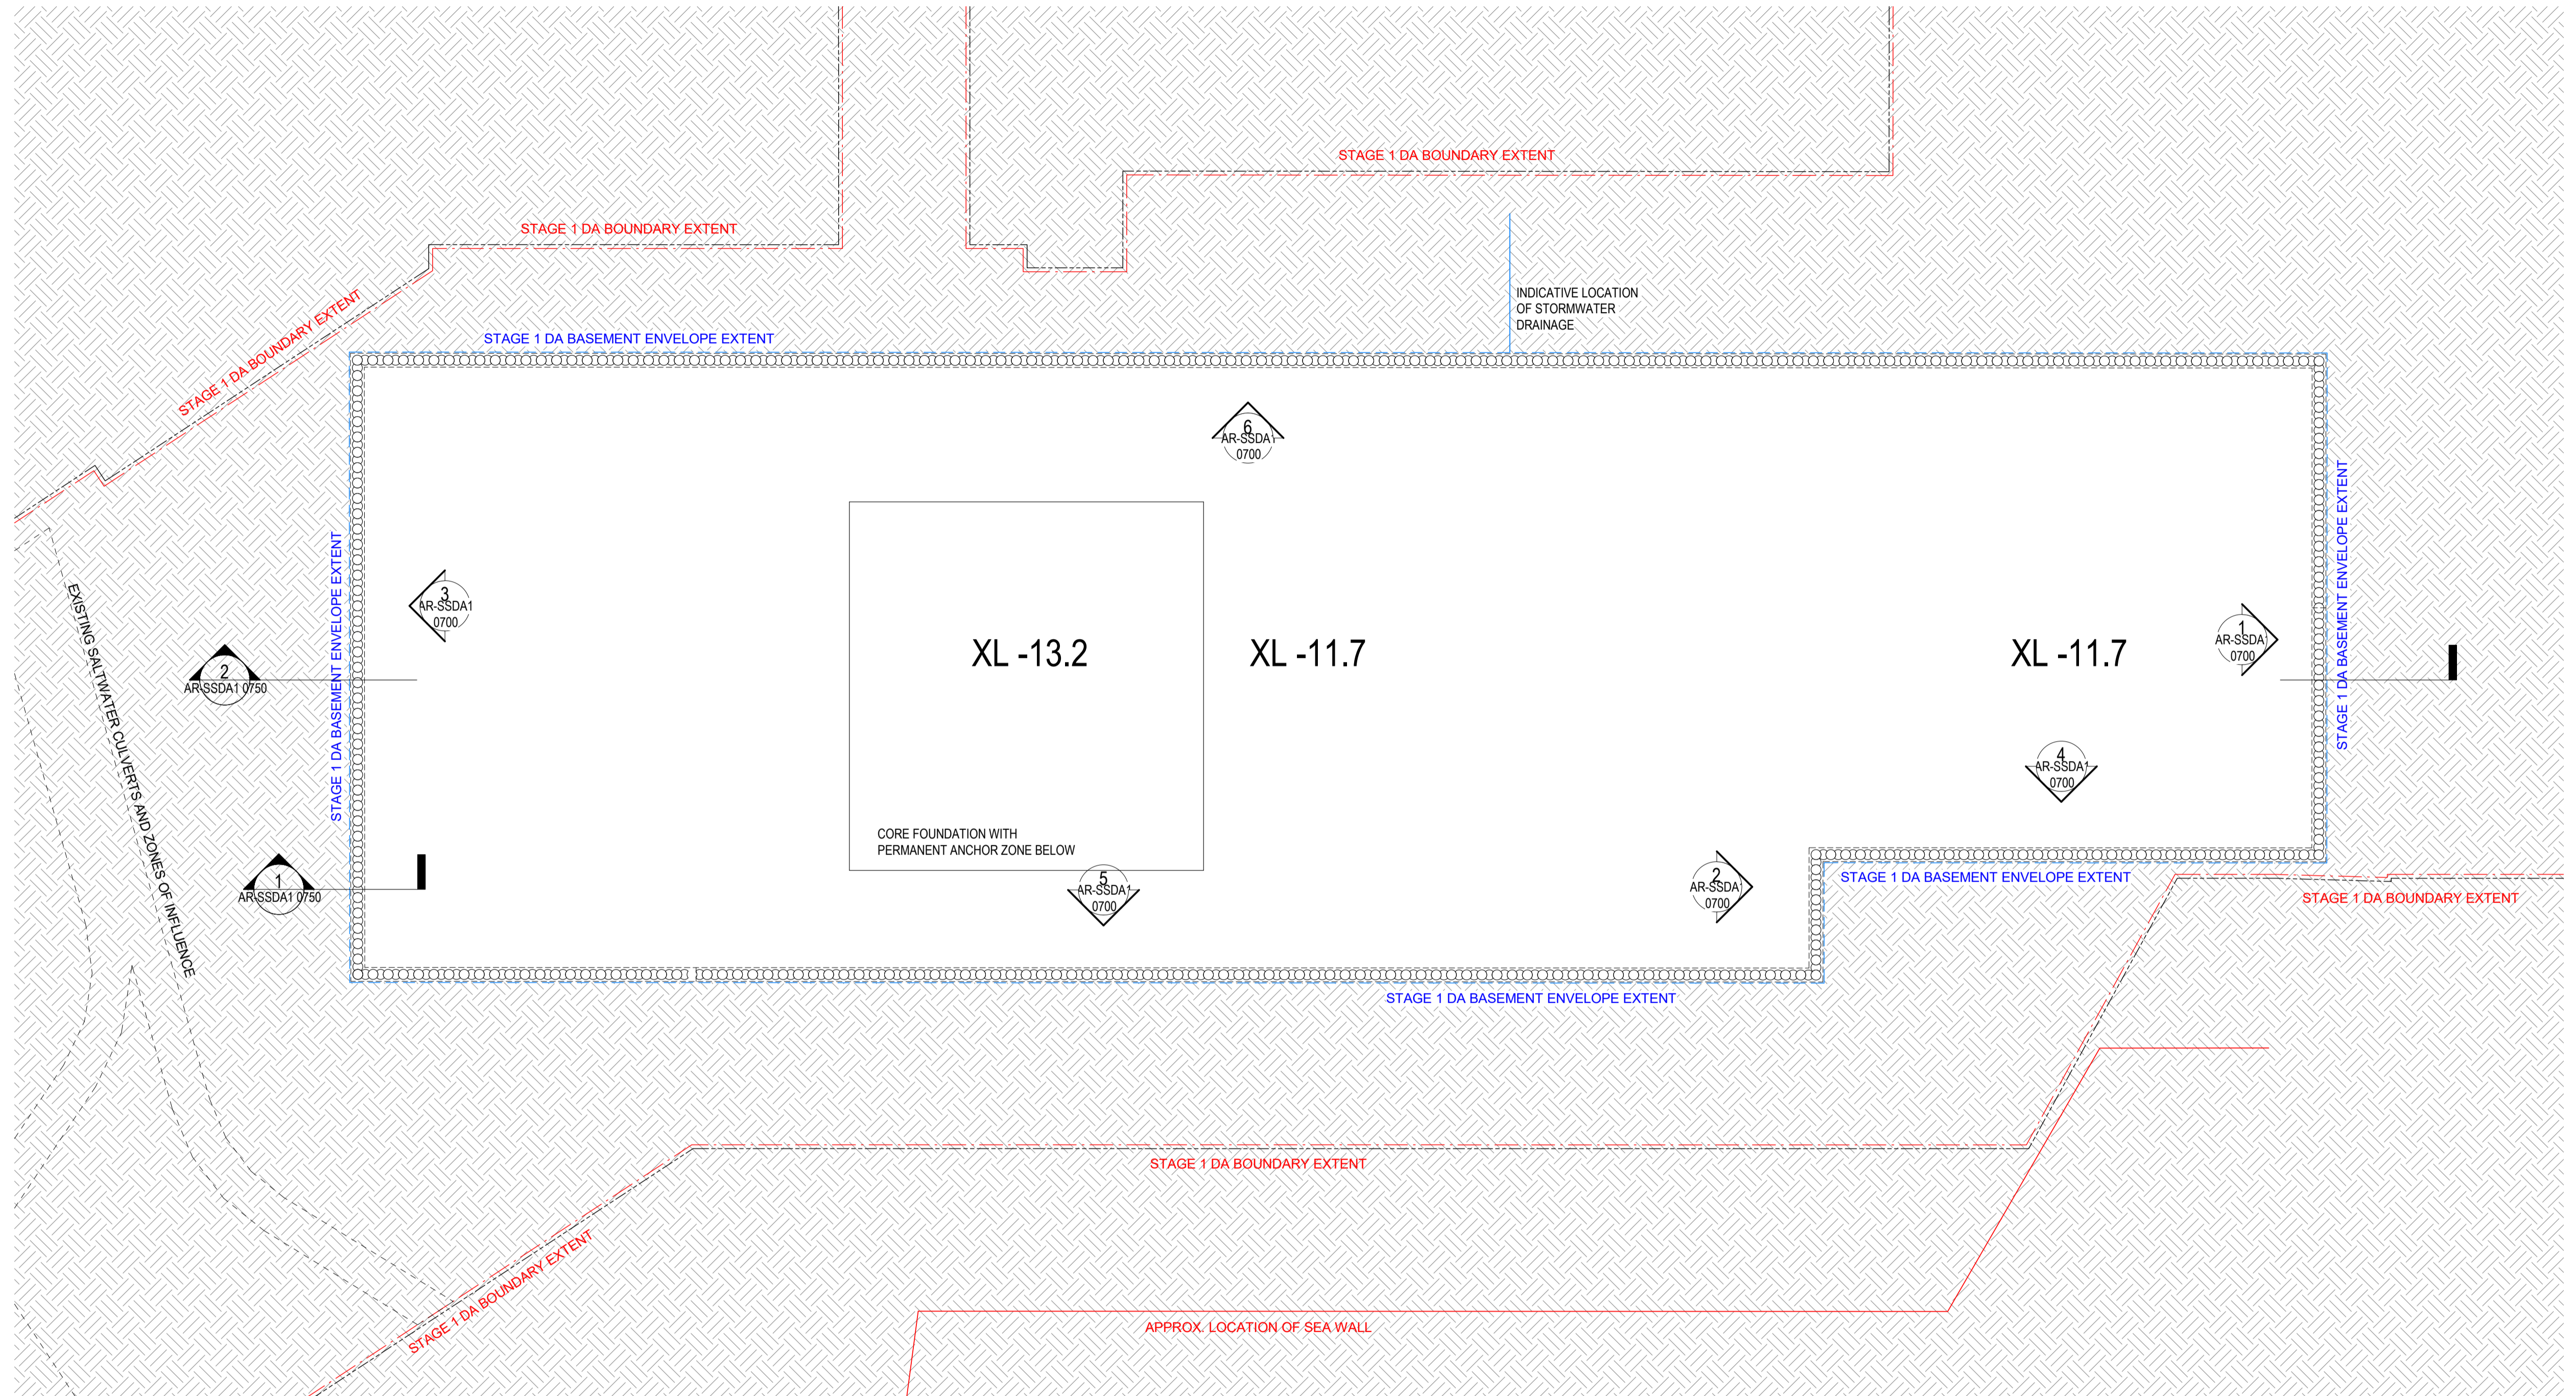 STAGE 1 DA BOUNDARY EXTENT
STAGE 1 DA BOUNDARY EXTENT
STAGE 1 DA BOUNDARY EXTENT
INDICATIVE LOCATION
OF STORMWATER
DRAINAGE
STAGE 1 DA BASEMENT ENVELOPE EXTENT
6
AR-SSDA1
0700
STAGE 1 DA BASEMENT ENVELOPE EXTENT
STAGE 1 DA BASEMENT ENVELOPE EXTENT
EXISTING SALTWATER CULVERTS AND ZONES OF INFLUENCE
3
AR-SSDA1
0700
1
AR-SSDA1
0700
XL -13.2
XL -11.7
XL -11.7
2
AR-SSDA1 0750
4
AR-SSDA1
0700
CORE FOUNDATION WITH
PERMANENT ANCHOR ZONE BELOW
1
AR-SSDA1 0750
5
AR-SSDA1
0700
2
AR-SSDA1
0700
STAGE 1 DA BASEMENT ENVELOPE EXTENT
STAGE 1 DA BOUNDARY EXTENT
STAGE 1 DA BASEMENT ENVELOPE EXTENT
STAGE 1 DA BOUNDARY EXTENT
STAGE 1 DA BOUNDARY EXTENT
APPROX. LOCATION OF SEA WALL